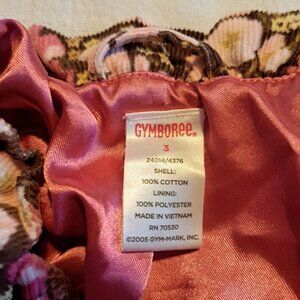 GYMBOREE®
3
24014/4376
SHELL:
100% COTTON
LINING:
100% POLYESTER
MADE IN VIETNAM
RN 70530
©2005 GYM-MARK, INC.